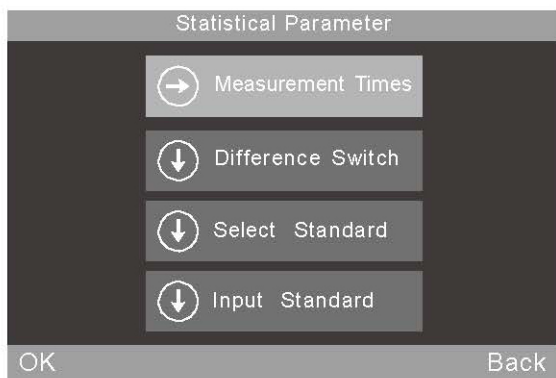 Statistical Parameter
Measurement Times
Difference Switch
Select Standard
Input Standard
OK Back